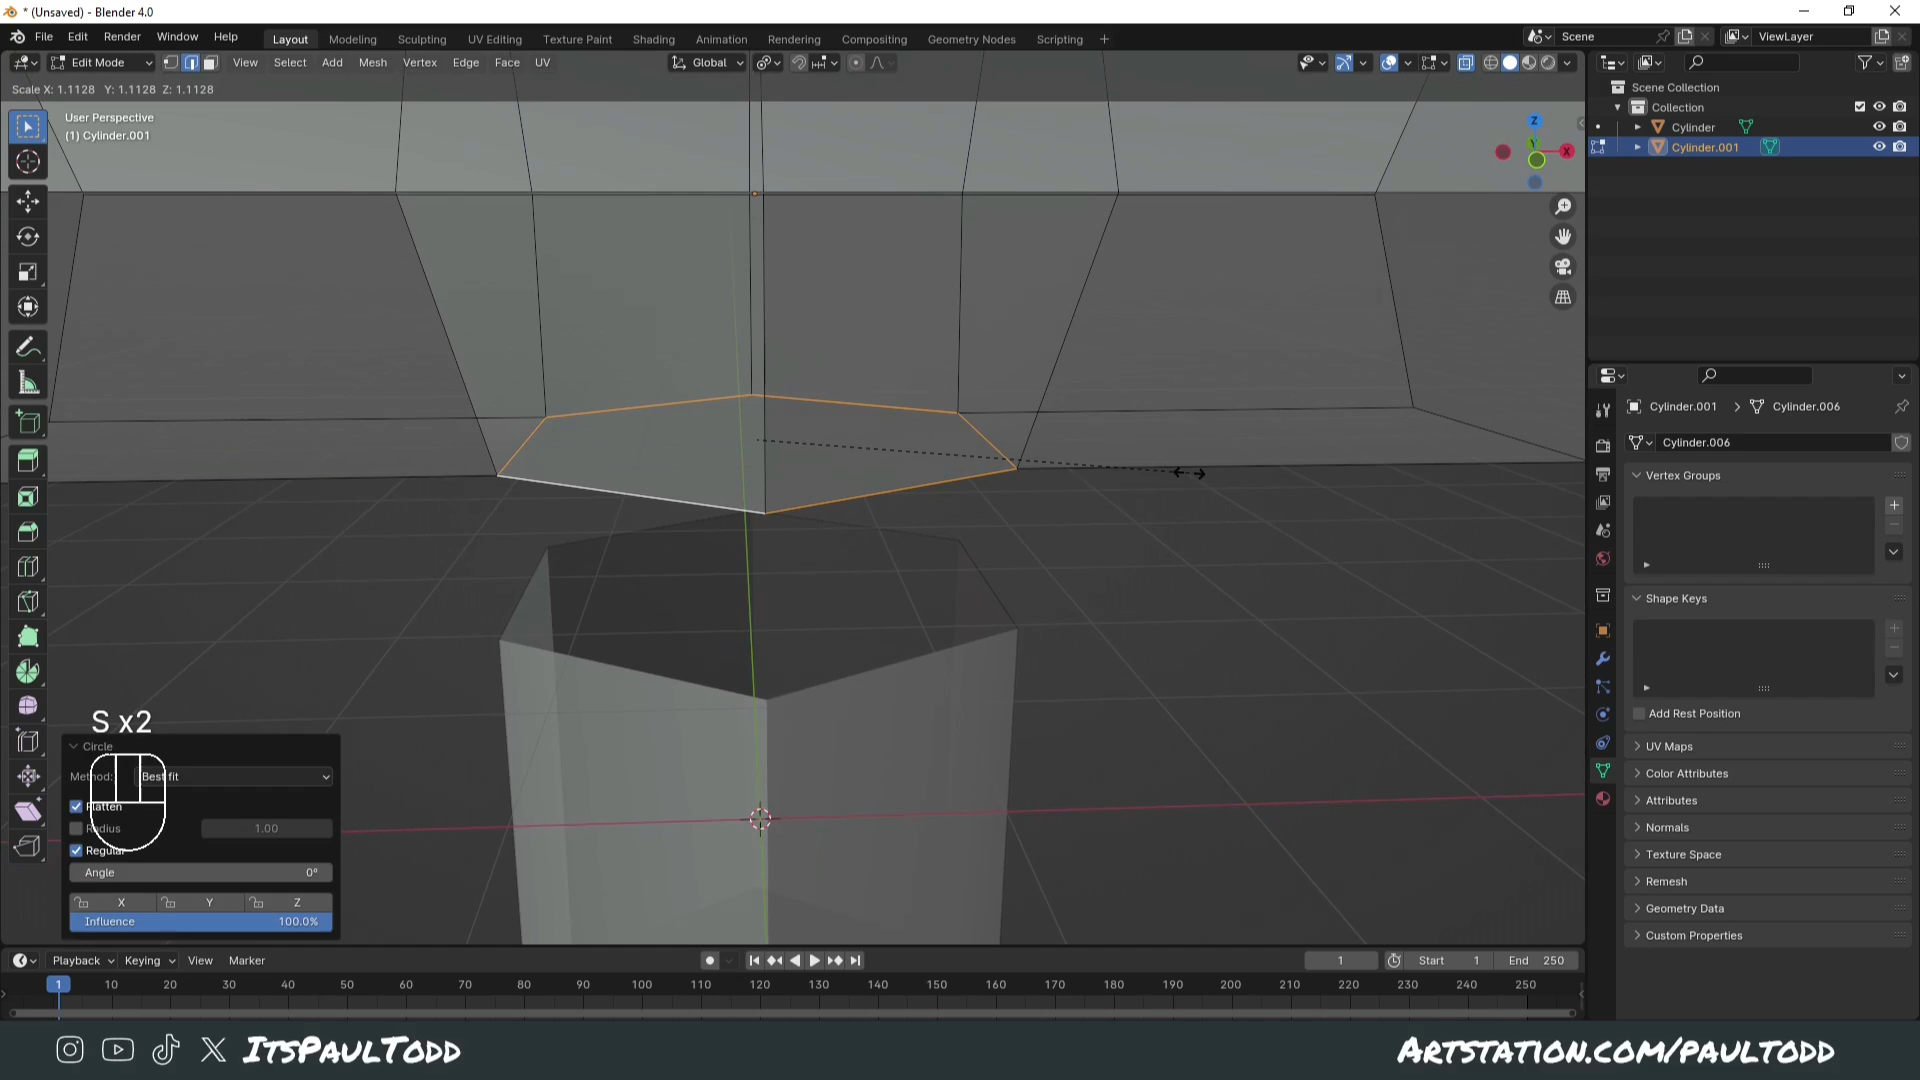 * (Unsaved) - Blender 4.0
File Edit Render Window Help
Layout Modeling Sculpting UV Editing Texture Paint Shading Animation Rendering Compositing Geometry Nodes Scripting +
Scene
ViewLayer
Edit Mode View Select Add Mesh Vertex Edge Face UV
Global
Scale X: 1.1128 Y: 1.1128 Z: 1.1128
User Perspective
(1) Cylinder.001
Z
Y
X
Scene Collection
Collection
Cylinder
Cylinder.001
Cylinder.001 > Cylinder.006
Cylinder.006
Vertex Groups
Shape Keys
Add Rest Position
UV Maps
Color Attributes
Attributes
Normals
Texture Space
Remesh
Geometry Data
Custom Properties
S x2
Circle
Method: Best fit
Flatten
Radius 1.00
Regular
Angle 0°
X Y Z
Influence 100.0%
Playback Keying View Marker
1 Start 1 End 250
1 10 20 30 40 50 60 70 80 90 100 110 120 130 140 150 160 170 180 190 200 210 220 230 240 250
ItsPaulTodd
Artstation.com/paultodd